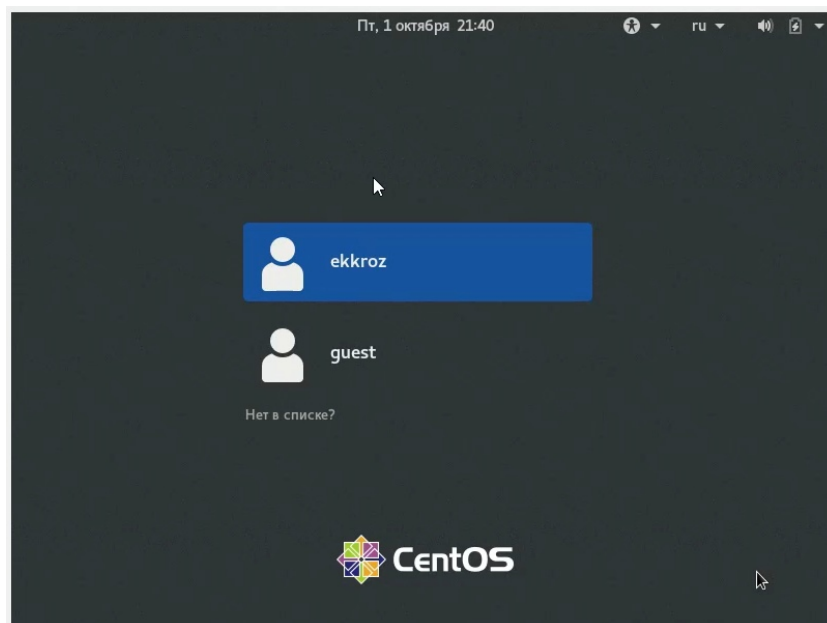 Пт, 1 октября 21:40
ru
ekkroz
guest
Нет в списке?
CentOS